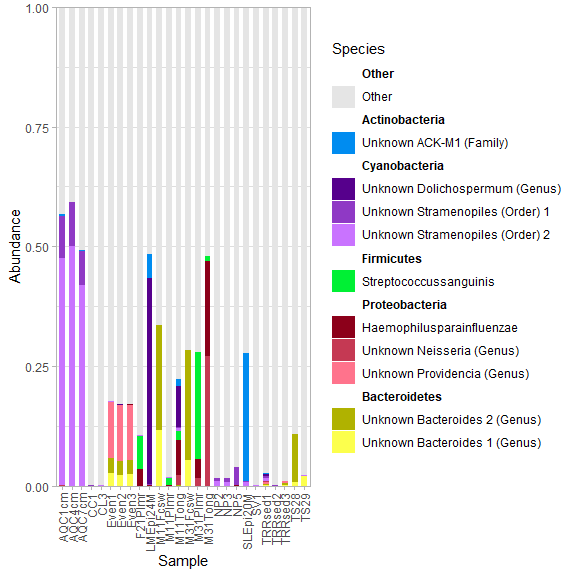 1.00
0.75
0.50
0.25
0.00
Abundance
AQC1cm
AQC4cm
AQC7cm
CC1
CL3
Even1
Even2
Even3
F21Plmr
LMEpi24M
M11Fcsw
M11Plmr
M11Tong
M31Fcsw
M31Plmr
M31Tong
NP2
NP3
NP5
SLEpi20M
SV1
TRRsed1
TRRsed2
TRRsed3
TS28
TS29
Sample
Species
Other
Other
Actinobacteria
Unknown ACK-M1 (Family)
Cyanobacteria
Unknown Dolichospermum (Genus)
Unknown Stramenopiles (Order) 1
Unknown Stramenopiles (Order) 2
Firmicutes
Streptococcussanguinis
Proteobacteria
Haemophilusparainfluenzae
Unknown Neisseria (Genus)
Unknown Providencia (Genus)
Bacteroidetes
Unknown Bacteroides 2 (Genus)
Unknown Bacteroides 1 (Genus)